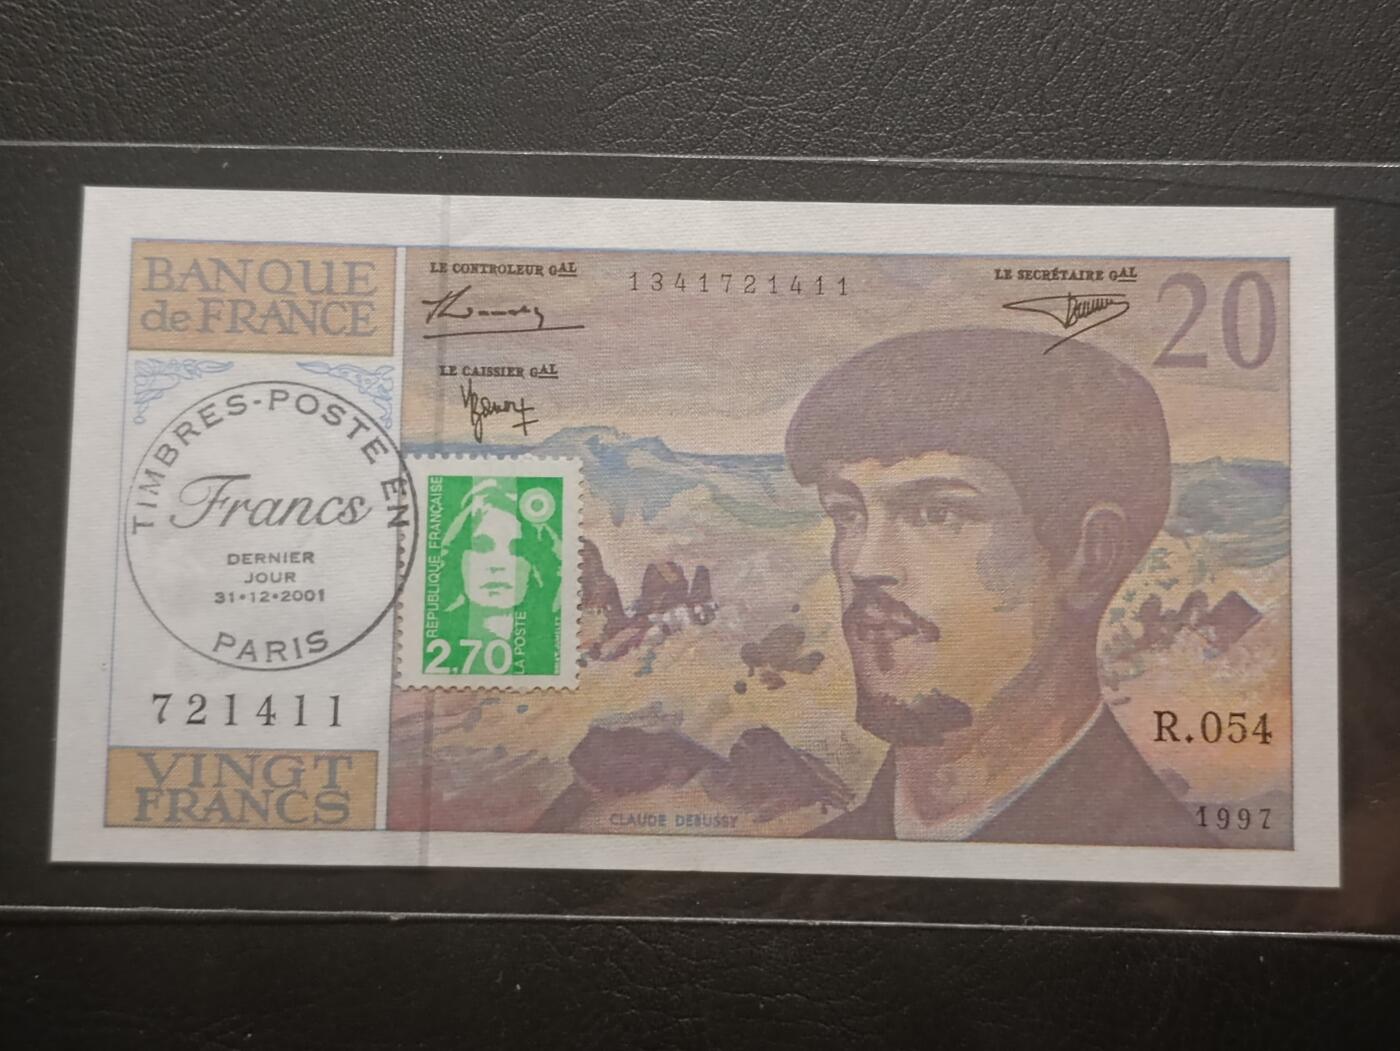 BANQUE
de FRANCE
LE CONTROLEUR GAL
1341721411
LE SECRÉTAIRE GAL
20
LE CAISSIER GAL
TIMBRES-POSTE EN
Francs
DERNIER
JOUR
31•12•2001
PARIS
REPUBLIQUE FRANÇAISE
2,70
LA POSTE
721411
R.054
VINGT
FRANCS
CLAUDE DEBUSSY
1997